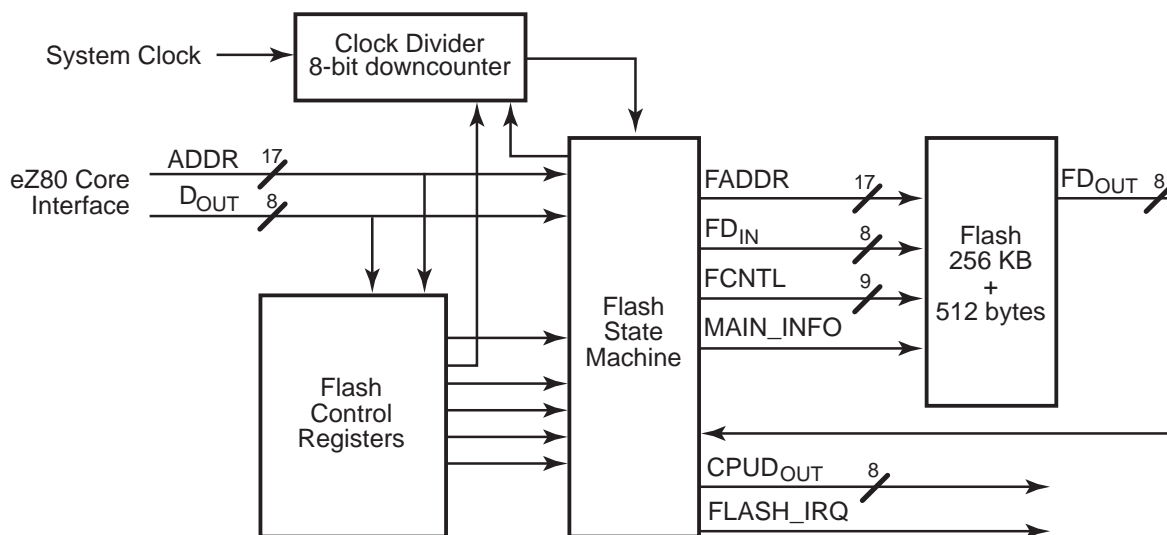 System Clock
Clock Divider
8-bit downcounter
eZ80 Core
Interface
ADDR
17
DOUT
8
Flash
Control
Registers
Flash
State
Machine
FADDR
17
FDIN
8
FCNTL
9
MAIN_INFO
Flash
256 KB
+
512 bytes
FDOUT
8
CPUDOUT
8
FLASH_IRQ